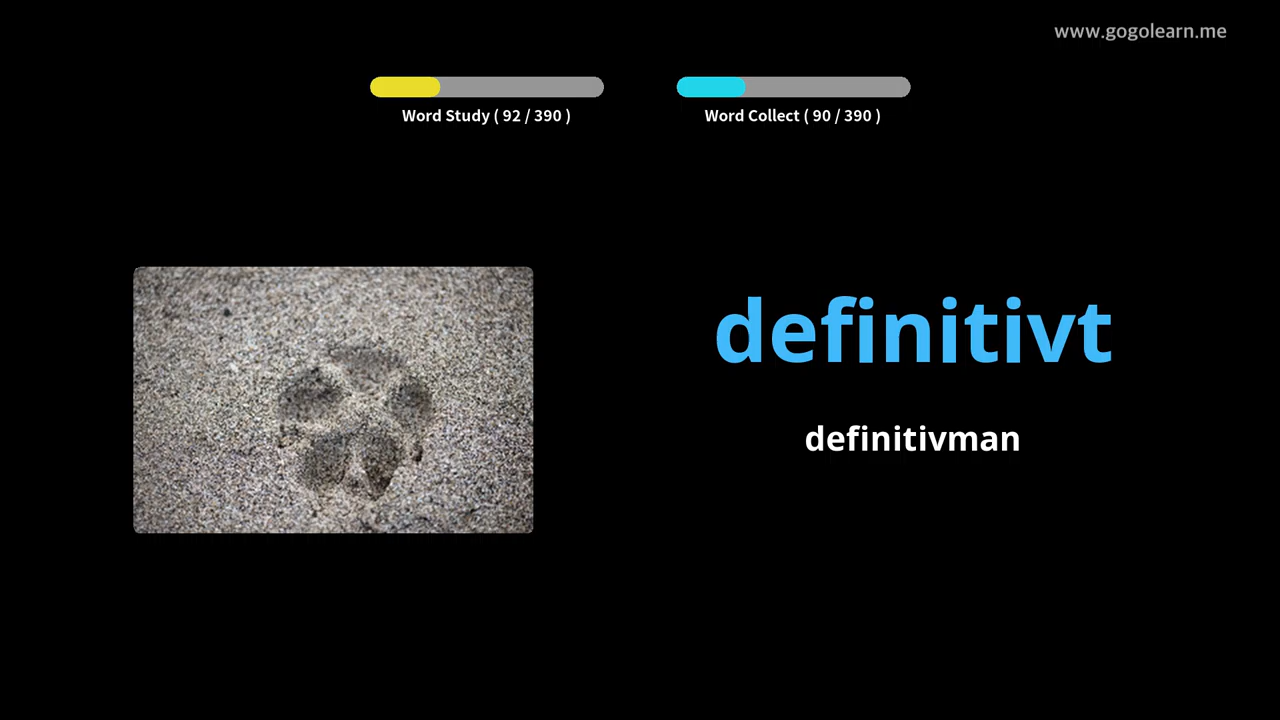 www.gogolearn.me
Word Study ( 92 / 390 )
Word Collect ( 90 / 390 )
definitivt
definitivman